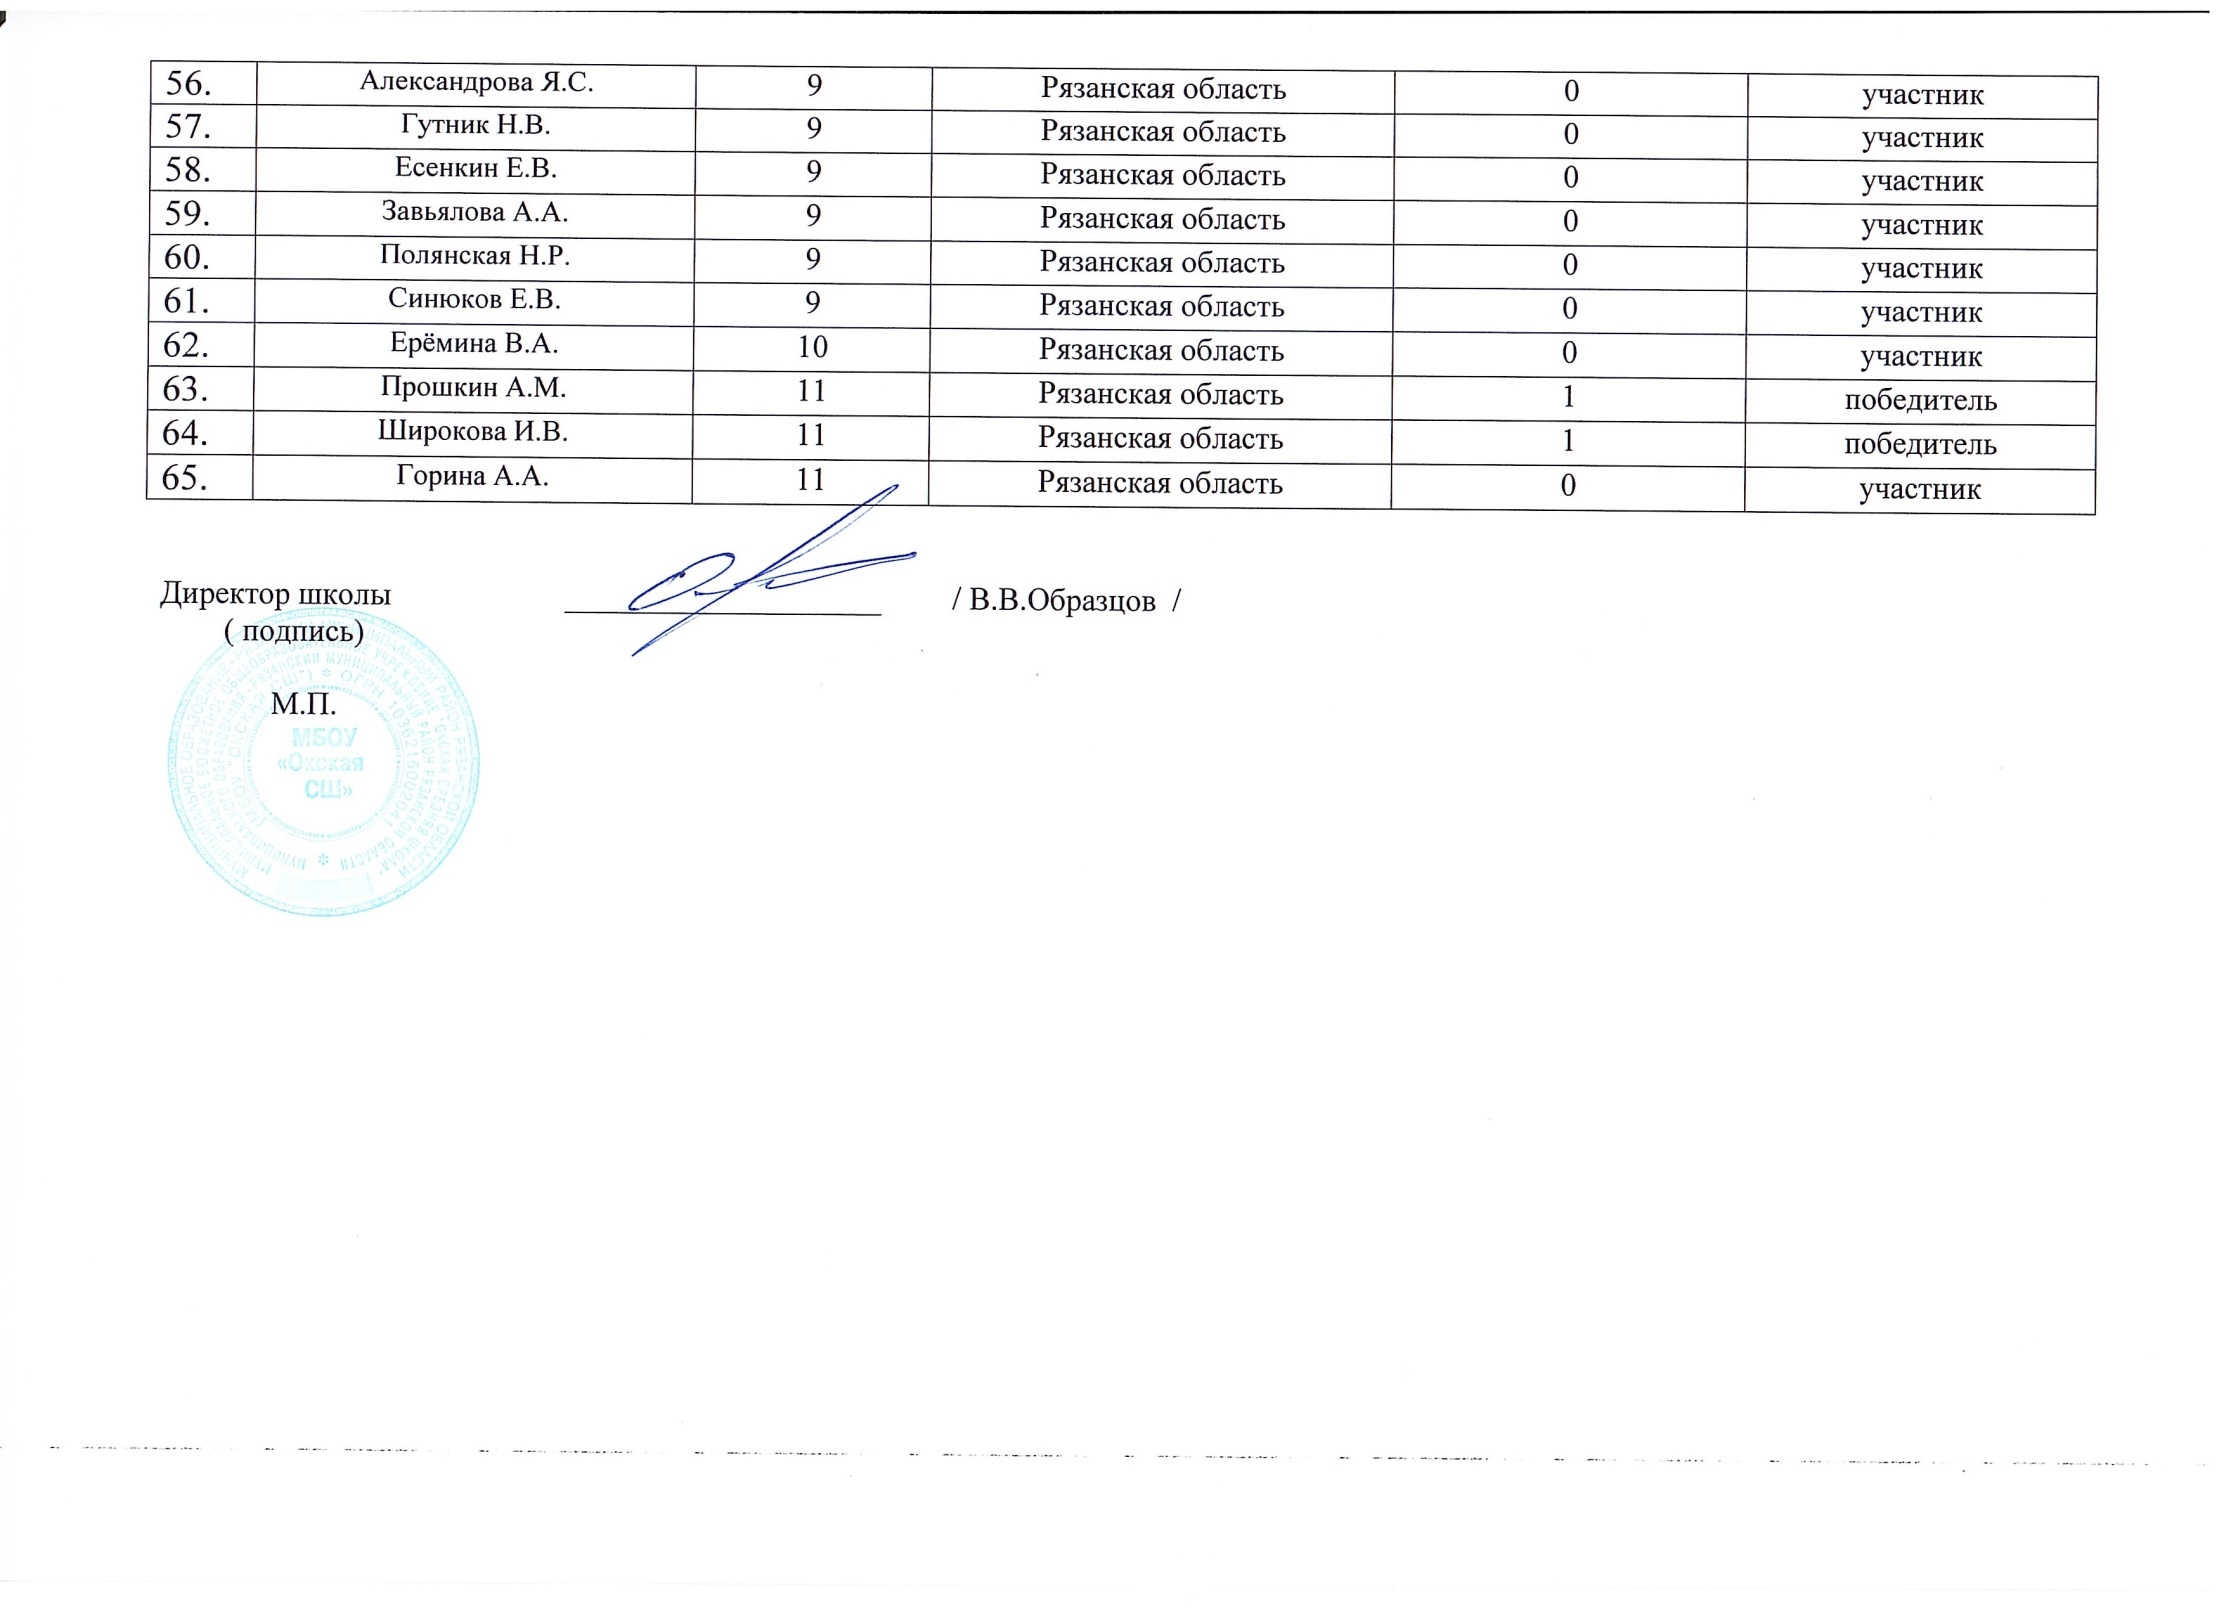 56. Александрова Я.С. 9 Рязанская область 0 участник
57. Гутник Н.В. 9 Рязанская область 0 участник
58. Есенкин Е.В. 9 Рязанская область 0 участник
59. Завьялова А.А. 9 Рязанская область 0 участник
60. Полянская Н.Р. 9 Рязанская область 0 участник
61. Синюков Е.В. 9 Рязанская область 0 участник
62. Ерёмина В.А. 10 Рязанская область 0 участник
63. Прошкин А.М. 11 Рязанская область 1 победитель
64. Широкова И.В. 11 Рязанская область 1 победитель
65. Горина А.А. 11 Рязанская область 0 участник
Директор школы / В.В.Образцов /
( подпись)
М.П.
МБОУ
«Окская
СШ»